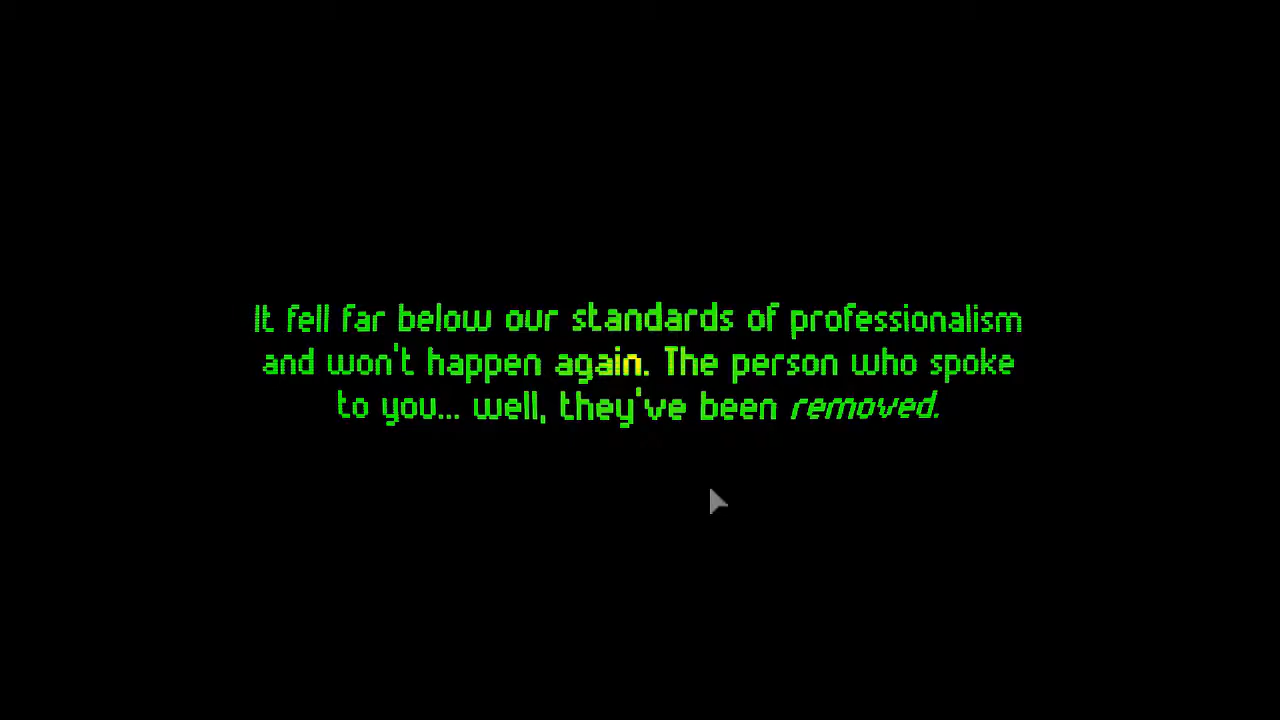 It fell far below our standards of professionalism
and won't happen again. The person who spoke
to you... well, they've been removed.